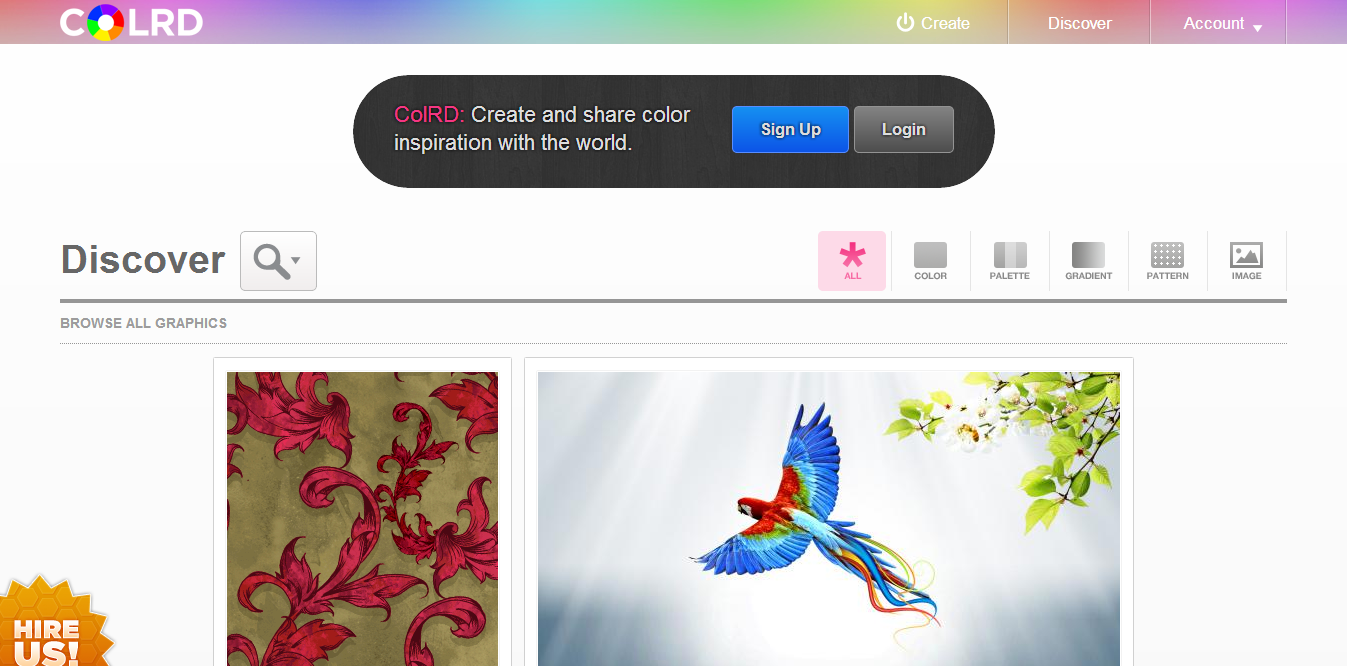 COLRD
Create
Discover
Account
ColRD: Create and share color
inspiration with the world.
Sign Up
Login
Discover
ALL
COLOR
PALETTE
GRADIENT
PATTERN
IMAGE
BROWSE ALL GRAPHICS
HIRE
US!